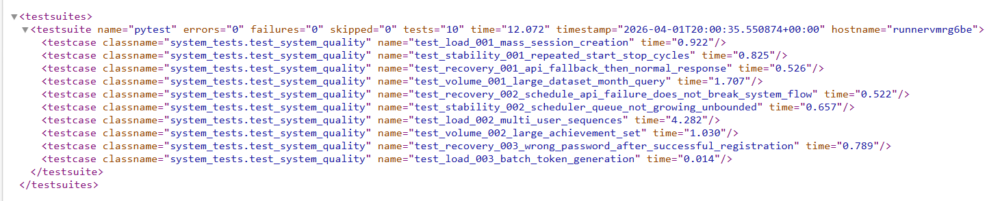 <testsuites>
<testsuite name="pytest" errors="0" failures="0" skipped="0" tests="10" time="12.072" timestamp="2026-04-01T20:00:35.550874+00:00" hostname="runnervmrg6be">
<testcase classname="system_tests.test_system_quality" name="test_load_001_mass_session_creation" time="0.922"/>
<testcase classname="system_tests.test_system_quality" name="test_stability_001_repeated_start_stop_cycles" time="0.825"/>
<testcase classname="system_tests.test_system_quality" name="test_recovery_001_api_fallback_then_normal_response" time="0.526"/>
<testcase classname="system_tests.test_system_quality" name="test_volume_001_large_dataset_month_query" time="1.707"/>
<testcase classname="system_tests.test_system_quality" name="test_recovery_002_schedule_api_failure_does_not_break_system_flow" time="0.522"/>
<testcase classname="system_tests.test_system_quality" name="test_stability_002_scheduler_queue_not_growing_unbounded" time="0.657"/>
<testcase classname="system_tests.test_system_quality" name="test_load_002_multi_user_sequences" time="4.282"/>
<testcase classname="system_tests.test_system_quality" name="test_volume_002_large_achievement_set" time="1.030"/>
<testcase classname="system_tests.test_system_quality" name="test_recovery_003_wrong_password_after_successful_registration" time="0.789"/>
<testcase classname="system_tests.test_system_quality" name="test_load_003_batch_token_generation" time="0.014"/>
</testsuite>
</testsuites>